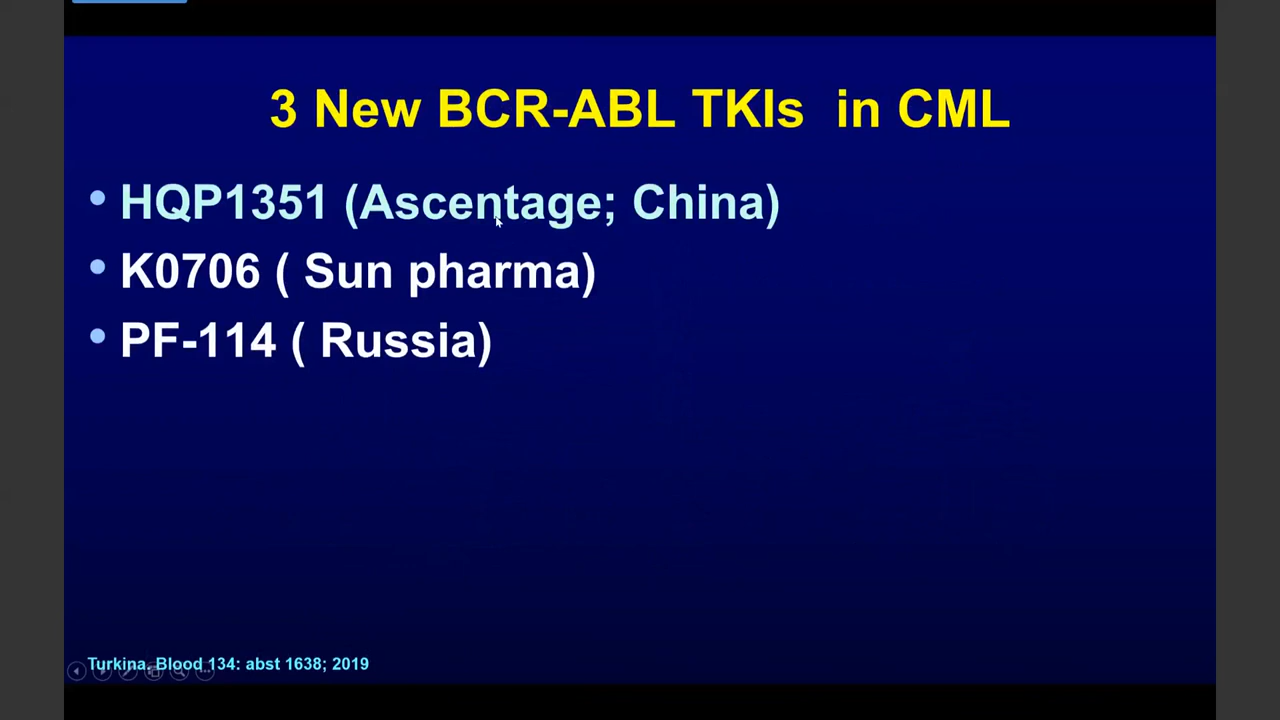 3 New BCR-ABL TKIs in CML
• HQP1351 (Ascentage; China)
• K0706 ( Sun pharma)
• PF-114 ( Russia)
Turkina, Blood 134: abst 1638; 2019